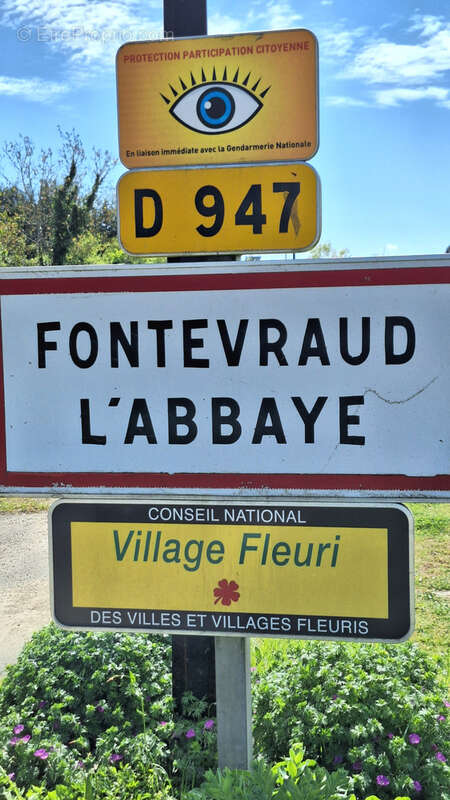 © EtreProprio
PROTECTION PARTICIPATION CITOYENNE
En liaison immédiate avec la Gendarmerie Nationale
D 947
FONTEVRAUD
L'ABBAYE
CONSEIL NATIONAL
Village Fleuri
DES VILLES ET VILLAGES FLEURIS